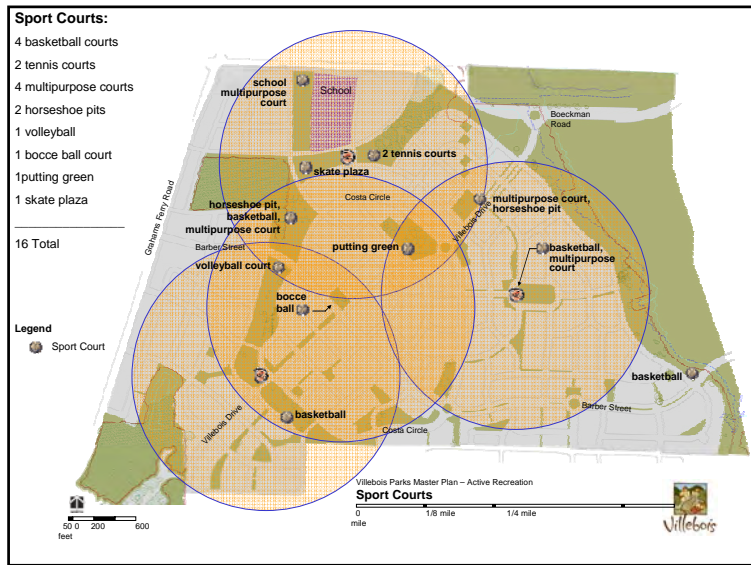 Sport Courts:
4 basketball courts
2 tennis courts
4 multipurpose courts
2 horseshoe pits
1 volleyball
1 bocce ball court
1putting green
1 skate plaza
16 Total
Legend
Sport Court
school
multipurpose
court
School
Boeckman
Road
2 tennis courts
skate plaza
Costa Circle
Grahams Ferry Road
horseshoe pit,
basketball,
multipurpose court
multipurpose court,
horseshoe pit
Villebois Drive
Barber Street
putting green
basketball,
multipurpose
court
volleyball court
bocce
ball
basketball
basketball
Villebois Drive
Costa Circle
Barber Street
50 0 200 600
feet
Villebois Parks Master Plan – Active Recreation
Sport Courts
0 1/8 mile 1/4 mile
mile
Villebois